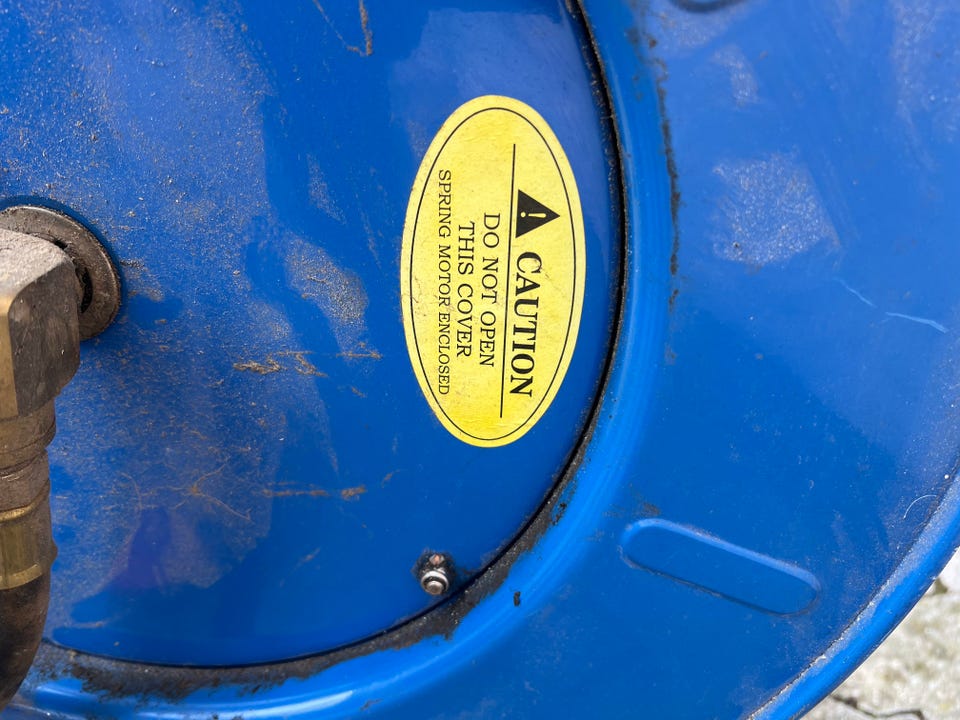 CAUTION
DO NOT OPEN
THIS COVER
SPRING MOTOR ENCLOSED